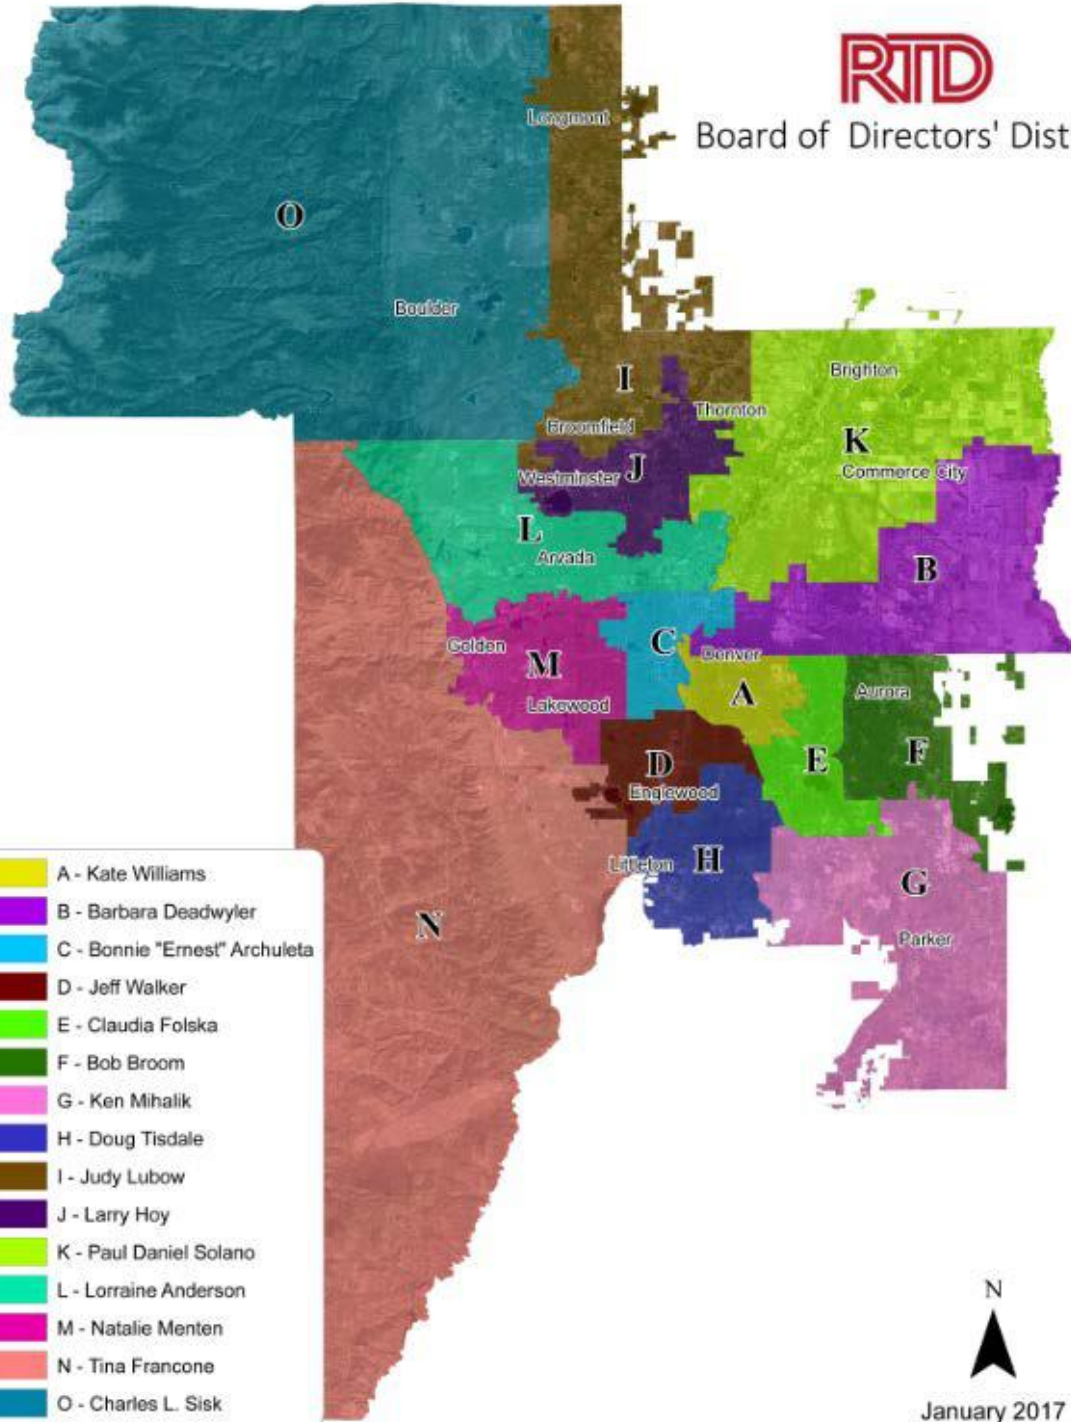 RTD
Board of Directors' Dist
Longmont
O
Boulder
I
Brighton
Thornton
Broomfield
K
J
Commerce City
Westminster
L
Arvada
B
Golden
C
Denver
M
A
Aurora
Lakewood
D
E
F
Englewood
Littleton
H
G
N
Parker
A - Kate Williams
B - Barbara Deadwyler
C - Bonnie "Ernest" Archuleta
D - Jeff Walker
E - Claudia Folska
F - Bob Broom
G - Ken Mihalik
H - Doug Tisdale
I - Judy Lubow
J - Larry Hoy
K - Paul Daniel Solano
L - Lorraine Anderson
M - Natalie Menten
N - Tina Francone
O - Charles L. Sisk
N
January 2017